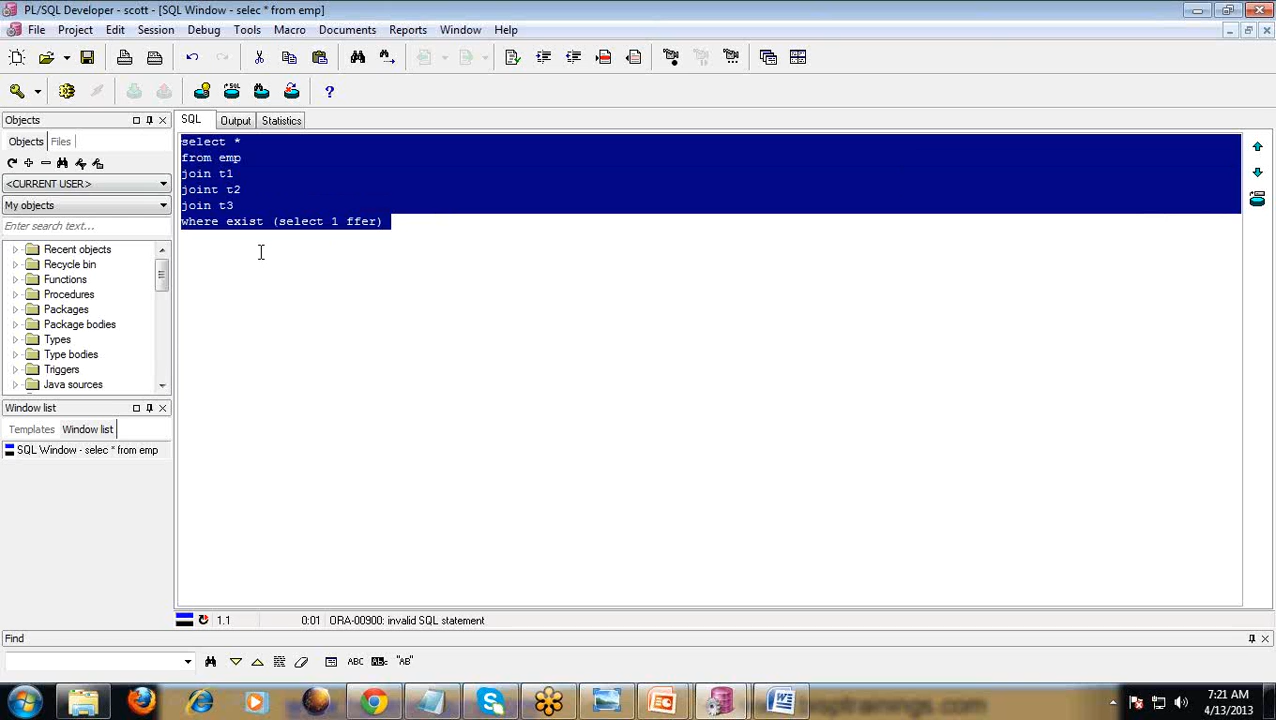 PL/SQL Developer - scott - [SQL Window - selec * from emp]
File Project Edit Session Debug Tools Macro Documents Reports Window Help
Objects
SQL Output Statistics
Objects Files
<CURRENT USER>
My objects
Enter search text...
Recent objects
Recycle bin
Functions
Procedures
Packages
Package bodies
Types
Type bodies
Triggers
Java sources
select *
from emp
join t1
joint t2
join t3
where exist (select 1 ffer)
Window list
Templates Window list
SQL Window - selec * from emp
1:1 0:01 ORA-00900: invalid SQL statement
Find
ABC ABc "AB"
7:21 AM
4/13/2013